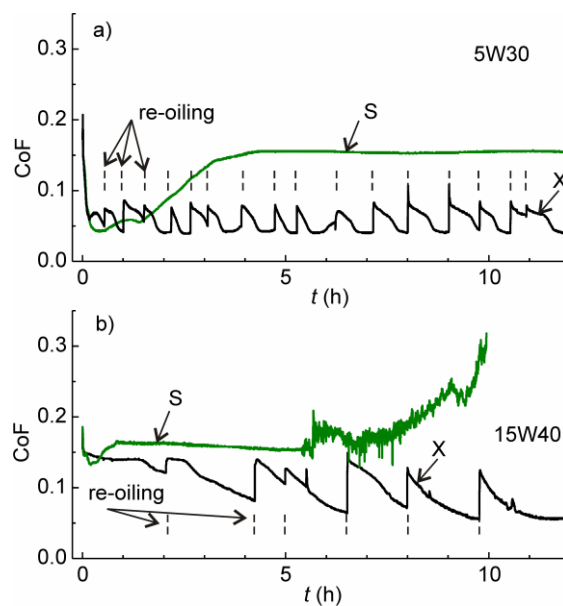 a)
5W30
0.3
re-oiling
S
0.2
CoF
0.1
X
0.0
0
5
10
t (h)
b)
0.3
S
0.2
15W40
CoF
X
0.1
re-oiling
0.0
0
5
10
t (h)